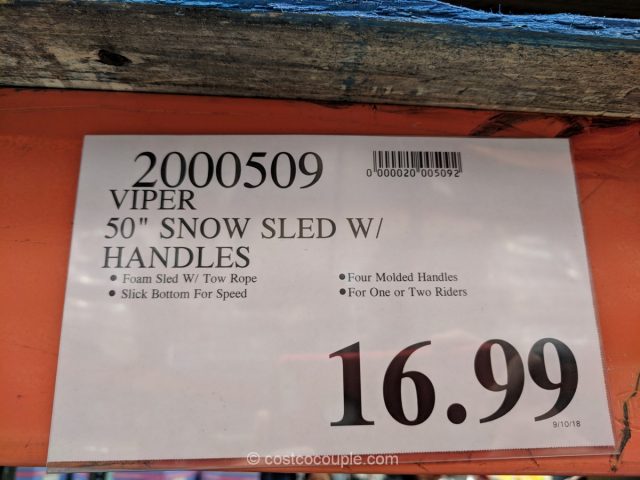 2000509
0 000020 005092
VIPER
50" SNOW SLED W/
HANDLES
• Foam Sled W/ Tow Rope
• Slick Bottom For Speed
• Four Molded Handles
• For One or Two Riders
16.99
9/10/18
© costcocouple.com